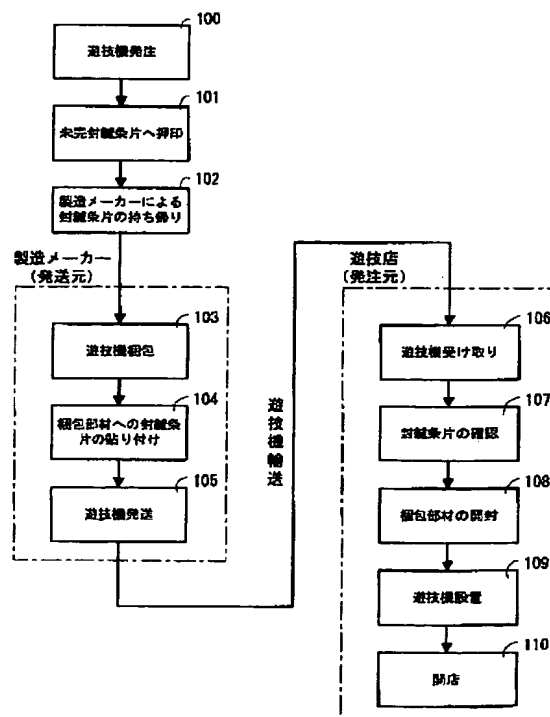 100
遊技機発注
101
未完封緘条片へ押印
102
製造メーカーによる
封緘条片の持ち帰り
製造メーカー
(発送元)
103
遊技機梱包
104
梱包部材への封緘条
片の貼り付け
105
遊技機発送
遊技機輸送
遊技店
(発注元)
106
遊技機受け取り
107
封緘条片の確認
108
梱包部材の開封
109
遊技機設置
110
開店